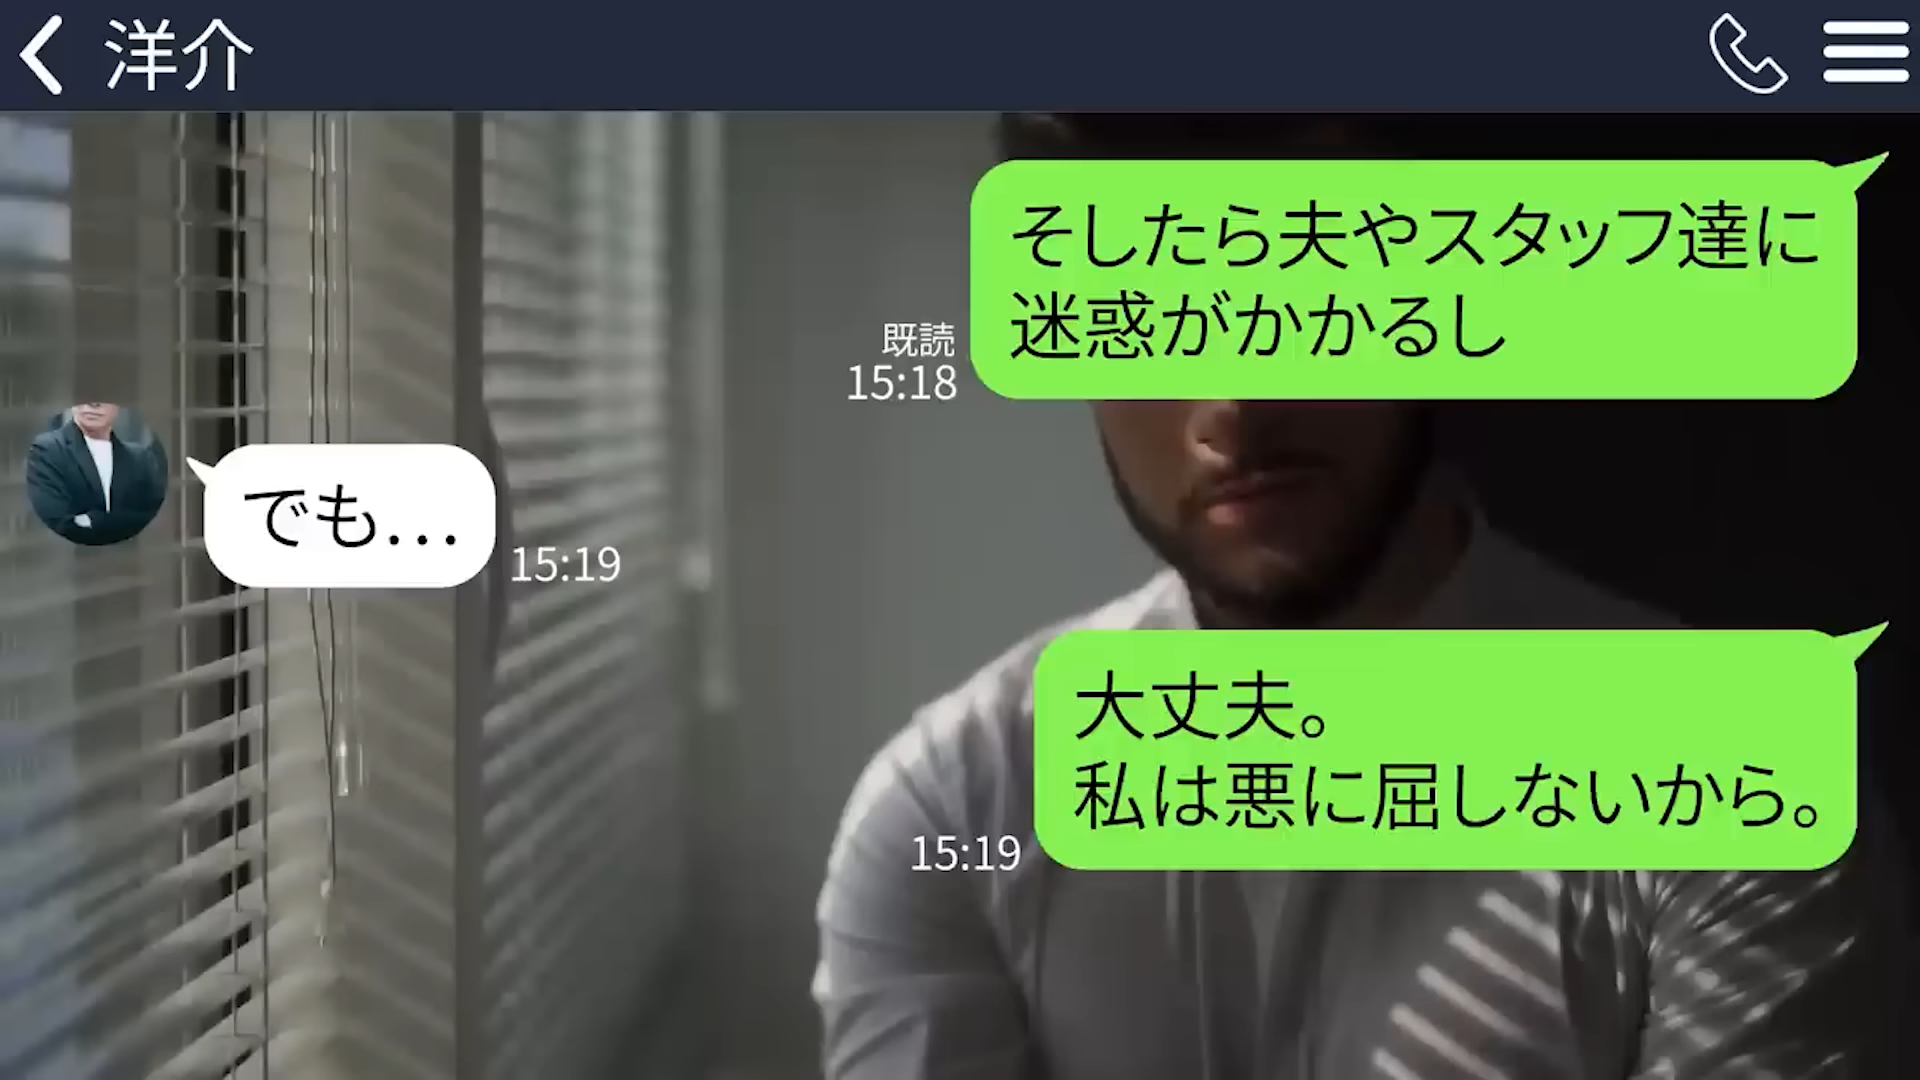 洋介
そしたら夫やスタッフ達に
迷惑がかかるし
既読
15:18
でも...
15:19
大丈夫。
私は悪に屈しないから。
15:19